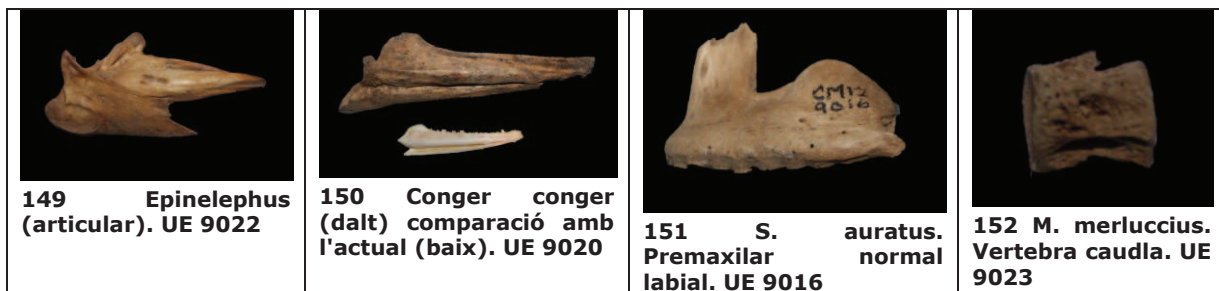 149 Epinelephus
(articular). UE 9022
150 Conger conger
(dalt) comparació amb
l'actual (baix). UE 9020
CM12
9016
151 S. auratus.
Premaxilar normal
labial. UE 9016
152 M. merluccius.
Vertebra caudla. UE
9023